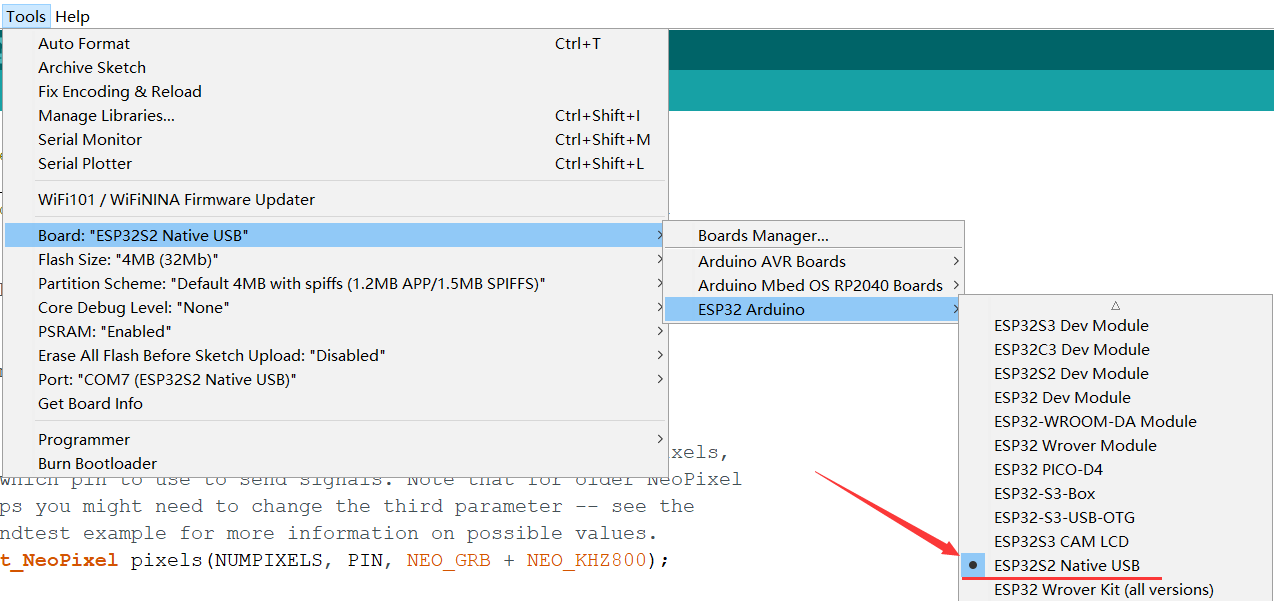 Tools Help
Auto Format Ctrl+T
Archive Sketch
Fix Encoding & Reload
Manage Libraries... Ctrl+Shift+I
Serial Monitor Ctrl+Shift+M
Serial Plotter Ctrl+Shift+L
WiFi101 / WiFiNINA Firmware Updater
Board: "ESP32S2 Native USB"
Flash Size: "4MB (32Mb)"
Partition Scheme: "Default 4MB with spiffs (1.2MB APP/1.5MB SPIFFS)"
Core Debug Level: "None"
PSRAM: "Enabled"
Erase All Flash Before Sketch Upload: "Disabled"
Port: "COM7 (ESP32S2 Native USB)"
Get Board Info
Programmer
Burn Bootloader
Boards Manager...
Arduino AVR Boards
Arduino Mbed OS RP2040 Boards
ESP32 Arduino
ESP32S3 Dev Module
ESP32C3 Dev Module
ESP32S2 Dev Module
ESP32 Dev Module
ESP32-WROOM-DA Module
ESP32 Wrover Module
ESP32 PICO-D4
ESP32-S3-Box
ESP32-S3-USB-OTG
ESP32S3 CAM LCD
ESP32S2 Native USB
ESP32 Wrover Kit (all versions)
xels,
which pin to use to send signals. Note that for older NeoPixel
ps you might need to change the third parameter -- see the
ndtest example for more information on possible values.
t_NeoPixel pixels(NUMPIXELS, PIN, NEO_GRB + NEO_KHZ800);